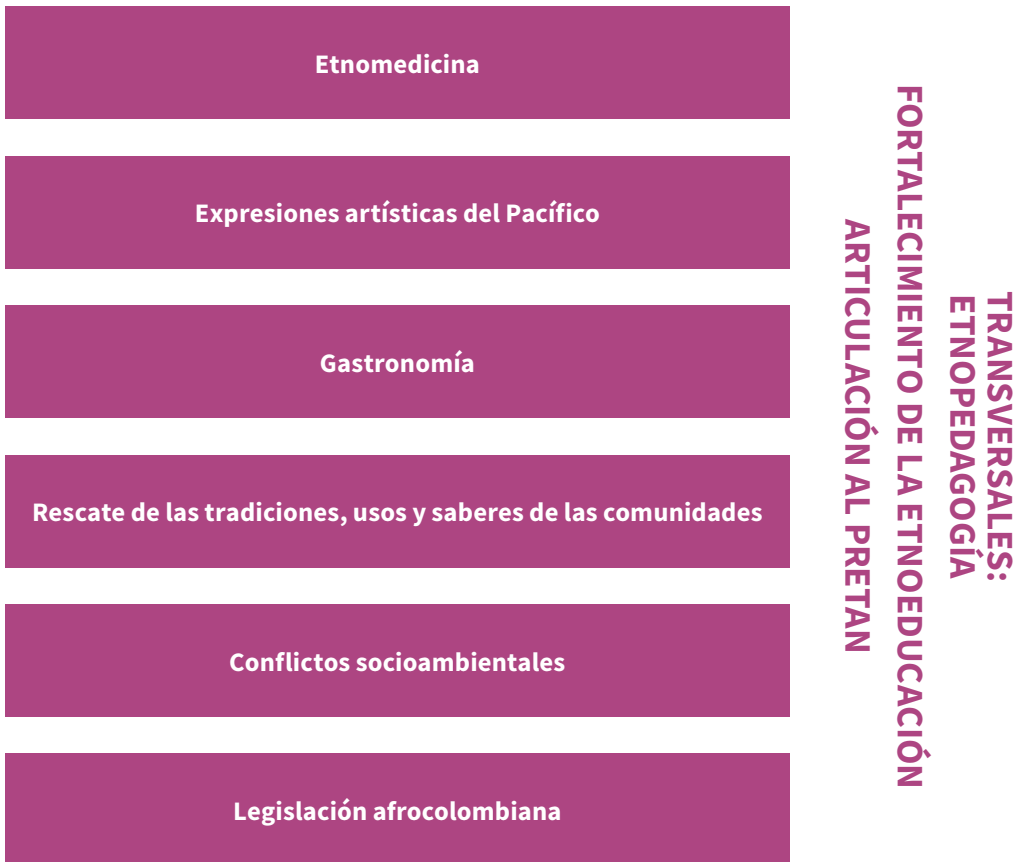 Etnomedicina
Expresiones artísticas del Pacífico
Gastronomía
Rescate de las tradiciones, usos y saberes de las comunidades
Conflictos socioambientales
Legislación afrocolombiana
TRANSVERSALES:
ETNOPEDAGOGÍA
FORTALECIMIENTO DE LA ETNOEDUCACIÓN
ARTICULACIÓN AL PRETAN